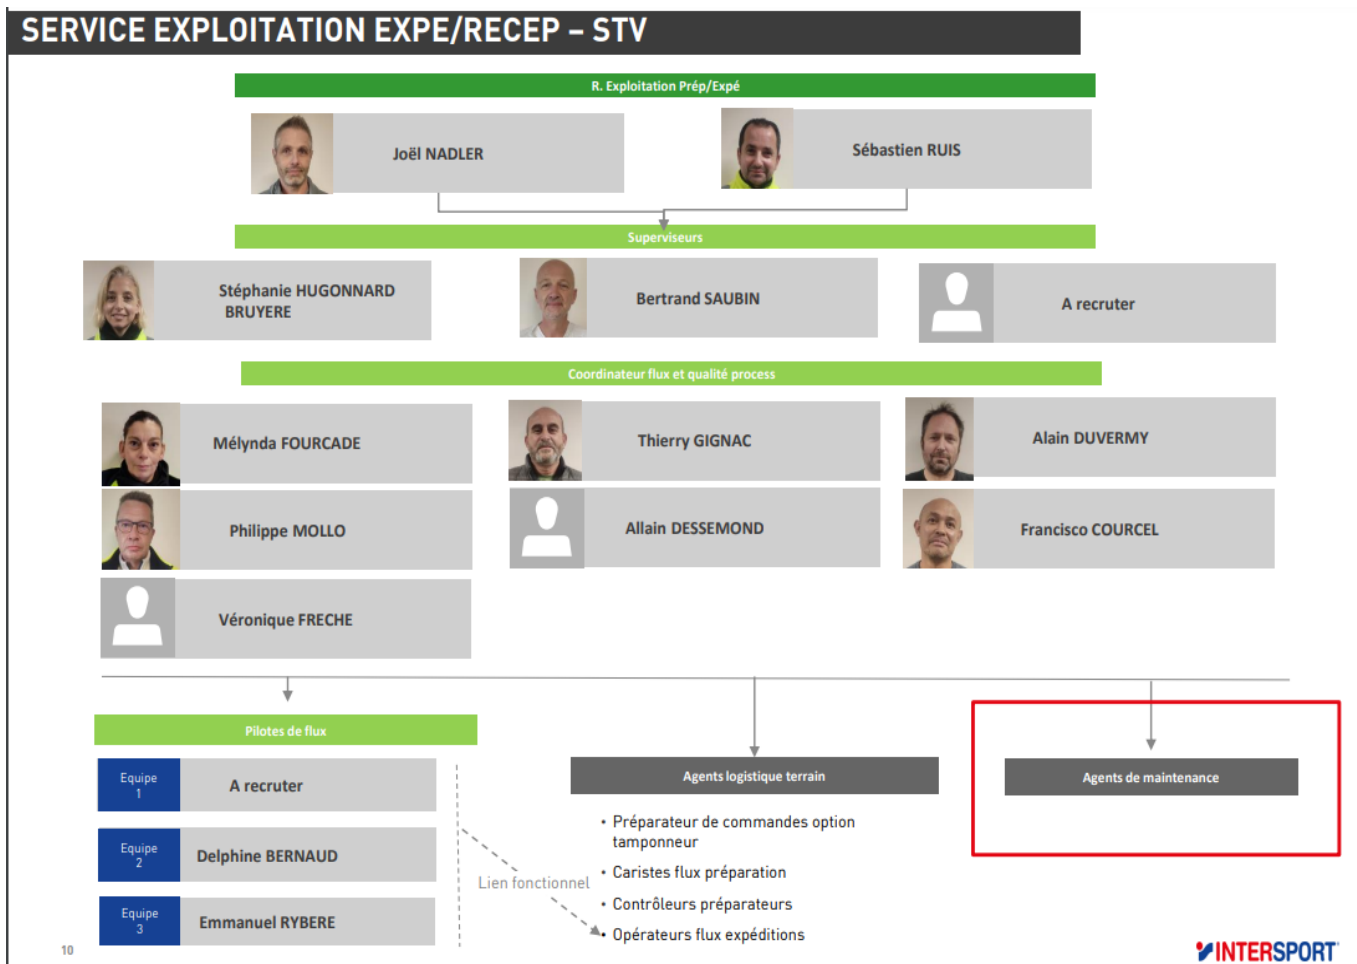 SERVICE EXPLOITATION EXPE/RECEP – STV
R. Exploitation Prép/Expé
Joël NADLER
Sébastien RUIS
Superviseurs
Stéphanie HUGONNARD
BRUYERE
Bertrand SAUBIN
A recruter
Coordinateur flux et qualité process
Mélynda FOURCADE
Thierry GIGNAC
Alain DUVERMY
Philippe MOLLO
Allain DESSEMOND
Francisco COURCEL
Véronique FRECHE
Pilotes de flux
Equipe
1
A recruter
Equipe
2
Delphine BERNAUD
Equipe
3
Emmanuel RYBERE
Lien fonctionnel
Agents logistique terrain
• Préparateur de commandes option
tamponneur
• Caristes flux préparation
• Contrôleurs préparateurs
• Opérateurs flux expéditions
Agents de maintenance
10
INTERSPORT